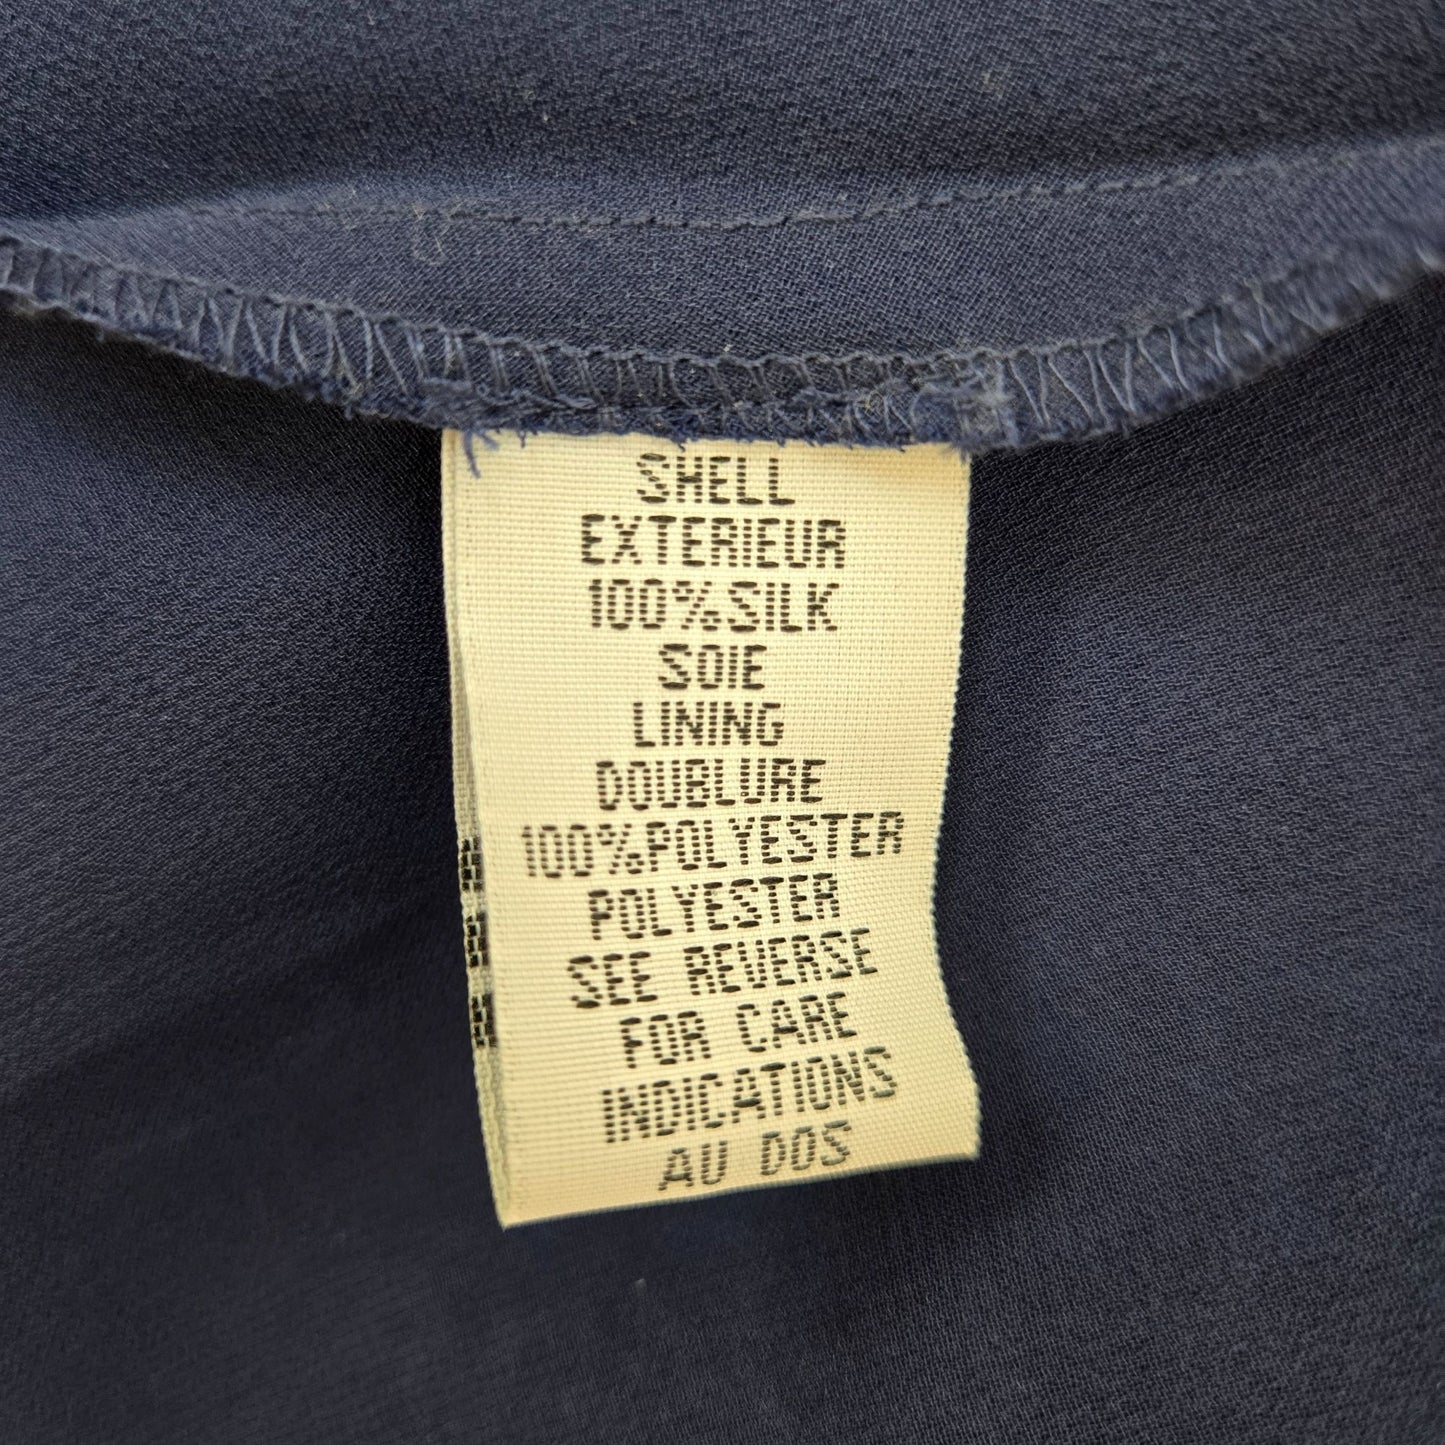 SHELL
EXTERIEUR
100%SILK
SOIE
LINING
DOUBLURE
100%POLYESTER
POLYESTER
SEE REVERSE
FOR CARE
INDICATIONS
AU DOS